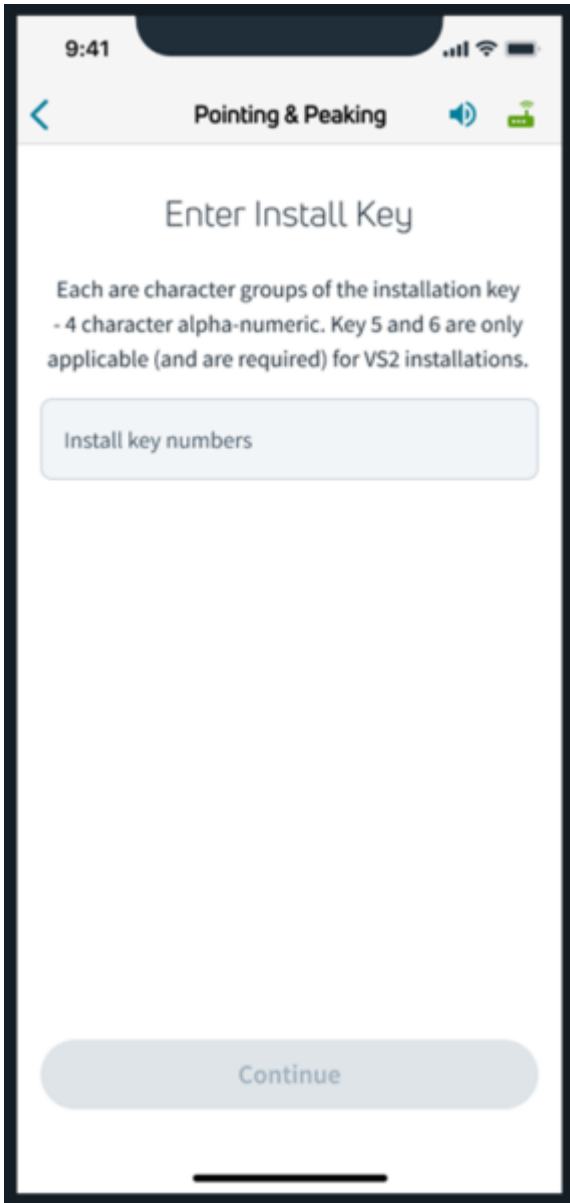 9:41
Pointing & Peaking
Enter Install Key
Each are character groups of the installation key
- 4 character alpha-numeric. Key 5 and 6 are only
applicable (and are required) for VS2 installations.
Install key numbers
Continue